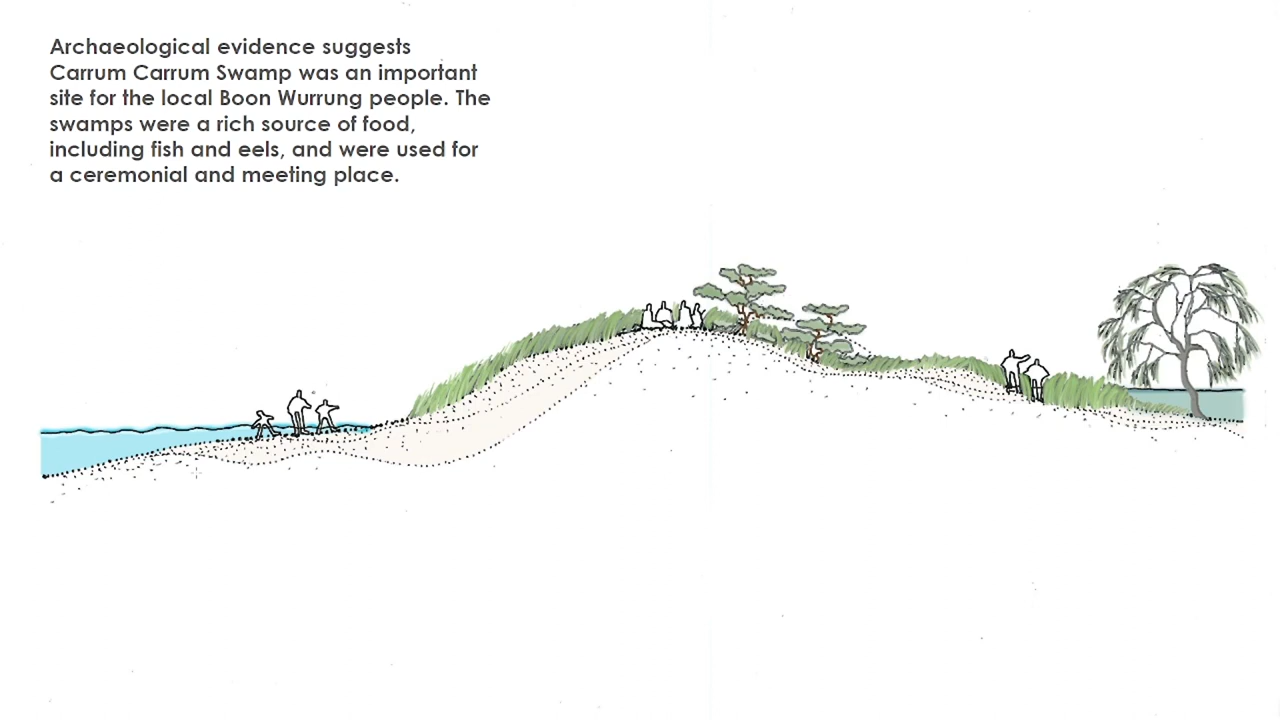 Archaeological evidence suggests
Carrum Carrum Swamp was an important
site for the local Boon Wurrung people. The
swamps were a rich source of food,
including fish and eels, and were used for
a ceremonial and meeting place.